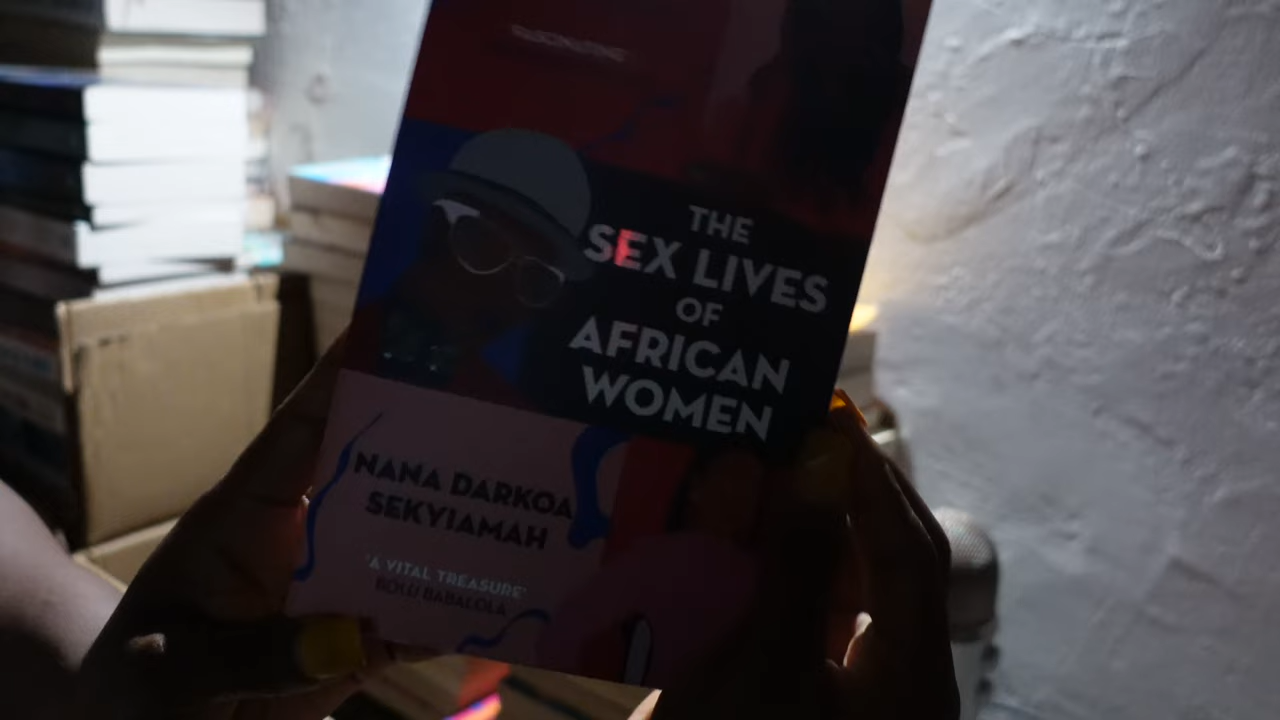 THE
SEX LIVES
OF
AFRICAN
WOMEN
NANA DARKOA
SEKYIAMAH
'A VITAL TREASURE'
BOLU BABALOLA